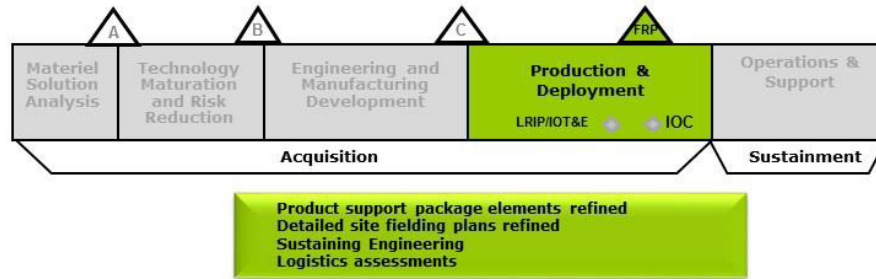 A
B
C
FRP
Materiel
Solution
Analysis
Technology
Maturation
and Risk
Reduction
Engineering and
Manufacturing
Development
Production &
Deployment
LRIP/IOT&E
IOC
Operations &
Support
Acquisition
Sustainment
Product support package elements refined
Detailed site fielding plans refined
Sustaining Engineering
Logistics assessments